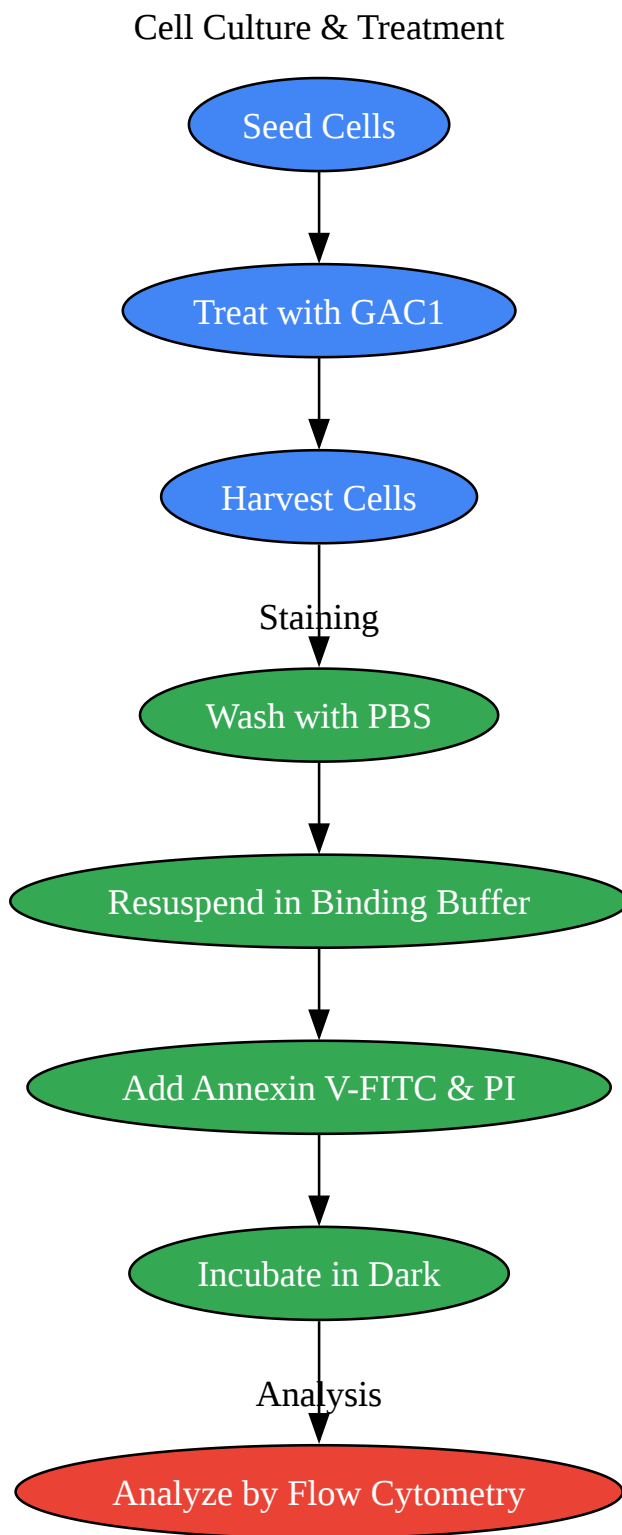 Cell Culture & Treatment
Seed Cells
Treat with GAC1
Harvest Cells
Staining
Wash with PBS
Resuspend in Binding Buffer
Add Annexin V-FITC & PI
Incubate in Dark
Analysis
Analyze by Flow Cytometry